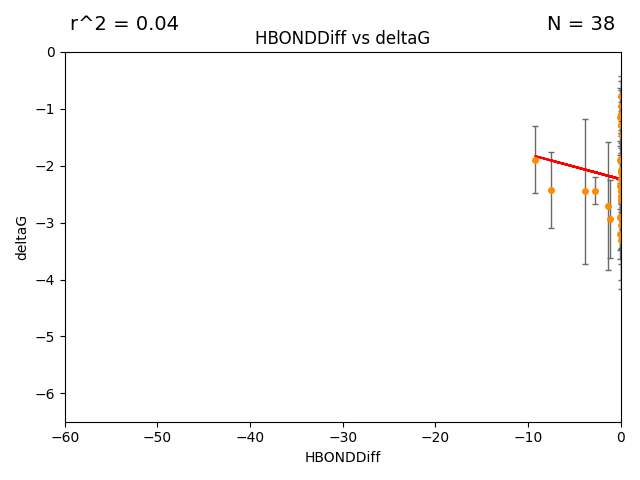 r^2 = 0.04
N = 38
HBONDDiff vs deltaG
0
−1
−2
−3
−4
−5
−6
deltaG
−60 −50 −40 −30 −20 −10 0
HBONDDiff